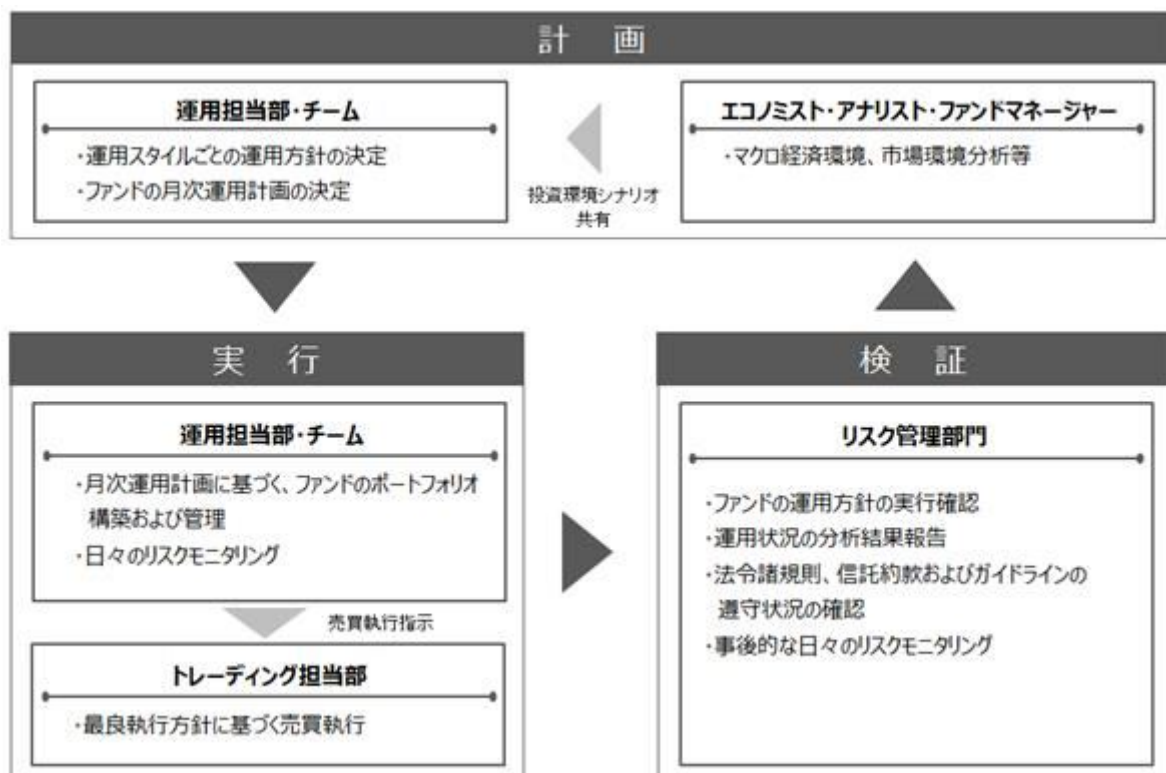 計 画
運用担当部・チーム
・運用スタイルごとの運用方針の決定
・ファンドの月次運用計画の決定
投資環境シナリオ
共有
エコノミスト・アナリスト・ファンドマネージャー
・マクロ経済環境、市場環境分析等
実 行
運用担当部・チーム
・月次運用計画に基づく、ファンドのポートフォリオ
構築および管理
・日々のリスクモニタリング
売買執行指示
トレーディング担当部
・最良執行方針に基づく売買執行
検 証
リスク管理部門
・ファンドの運用方針の実行確認
・運用状況の分析結果報告
・法令諸規則、信託約款およびガイドラインの
遵守状況の確認
・事後的な日々のリスクモニタリング